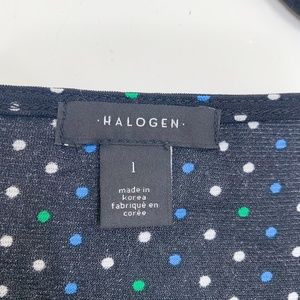 · HALOGEN ·
1
made in
korea
fabriqué en
corée